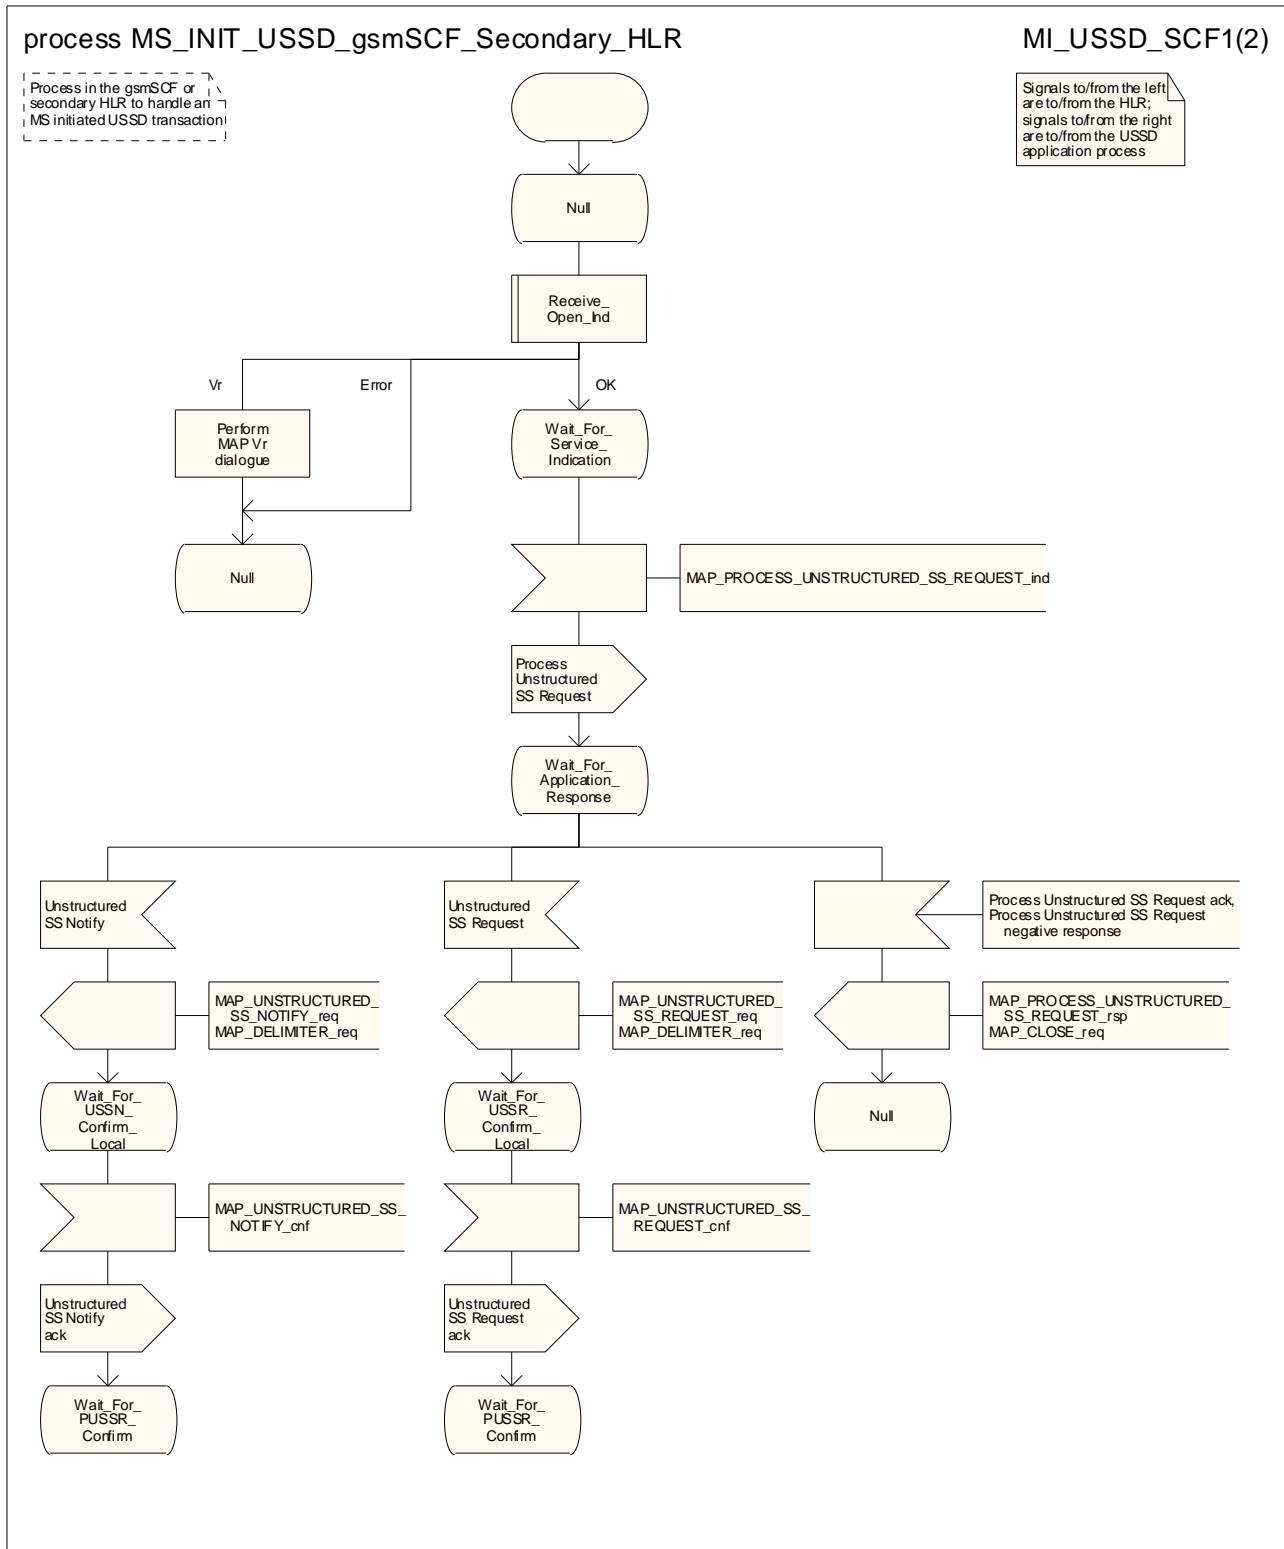 process MS_INIT_USSD_gsmSCF_Secondary_HLR
MI_USSD_SCF1(2)
Process in the gsmSCF or
secondary HLR to handle an
MS initiated USSD transaction
Signals to/from the left
are to/from the HLR;
signals to/from the right
are to/from the USSD
application process
Null
Receive_
Open_Ind
Vr
Error
OK
Perform
MAP Vr
dialogue
Wait_For_
Service_
Indication
Null
MAP_PROCESS_UNSTRUCTURED_SS_REQUEST_ind
Process
Unstructured
SS Request
Wait_For_
Application_
Response
Unstructured
SS Notify
Unstructured
SS Request
Process Unstructured SS Request ack,
Process Unstructured SS Request
negative response
MAP_UNSTRUCTURED_
SS_NOTIFY_req
MAP_DELIMITER_req
MAP_UNSTRUCTURED_
SS_REQUEST_req
MAP_DELIMITER_req
MAP_PROCESS_UNSTRUCTURED_
SS_REQUEST_rsp
MAP_CLOSE_req
Wait_For_
USSN_
Confirm_
Local
Wait_For_
USSR_
Confirm_
Local
Null
MAP_UNSTRUCTURED_SS_
NOTIFY_cnf
MAP_UNSTRUCTURED_SS_
REQUEST_cnf
Unstructured
SS Notify
ack
Unstructured
SS Request
ack
Wait_For_
PUSSR_
Confirm
Wait_For_
PUSSR_
Confirm